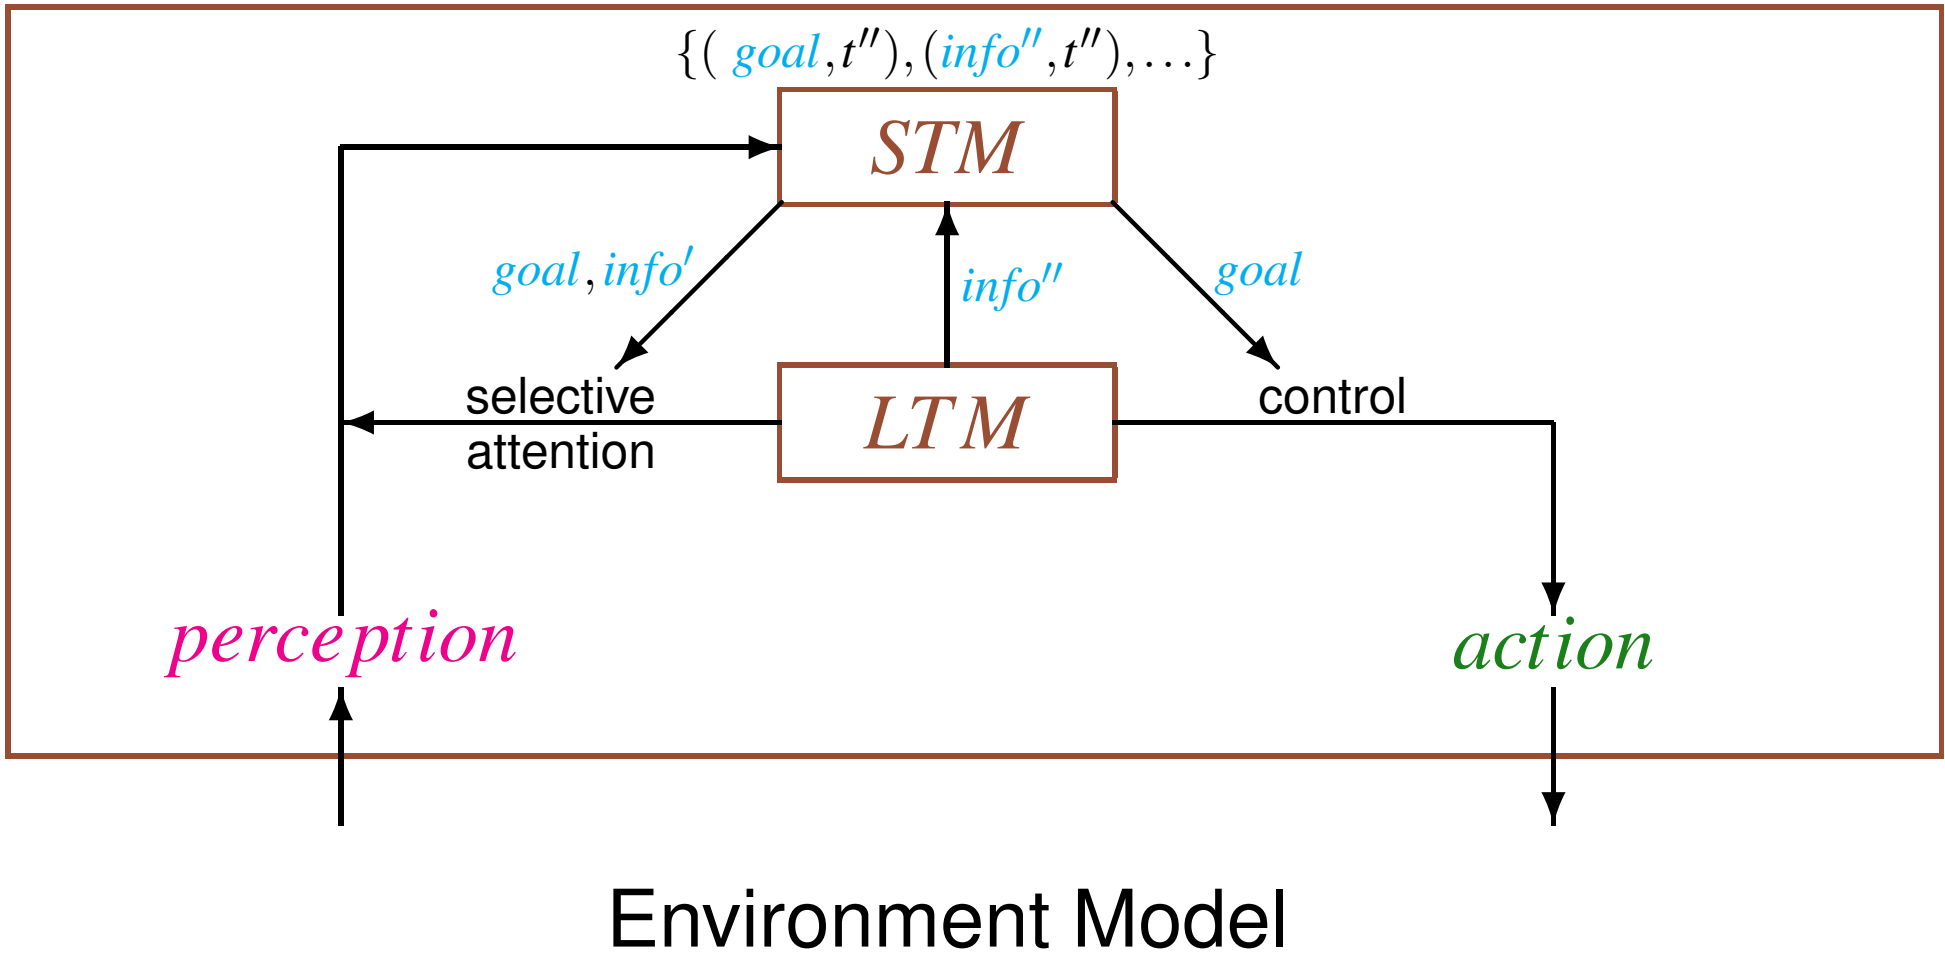 {( goal,t″),(info″,t″),...}
STM
goal,info′
info″
goal
selective
attention
LTM
control
perception
action
Environment Model